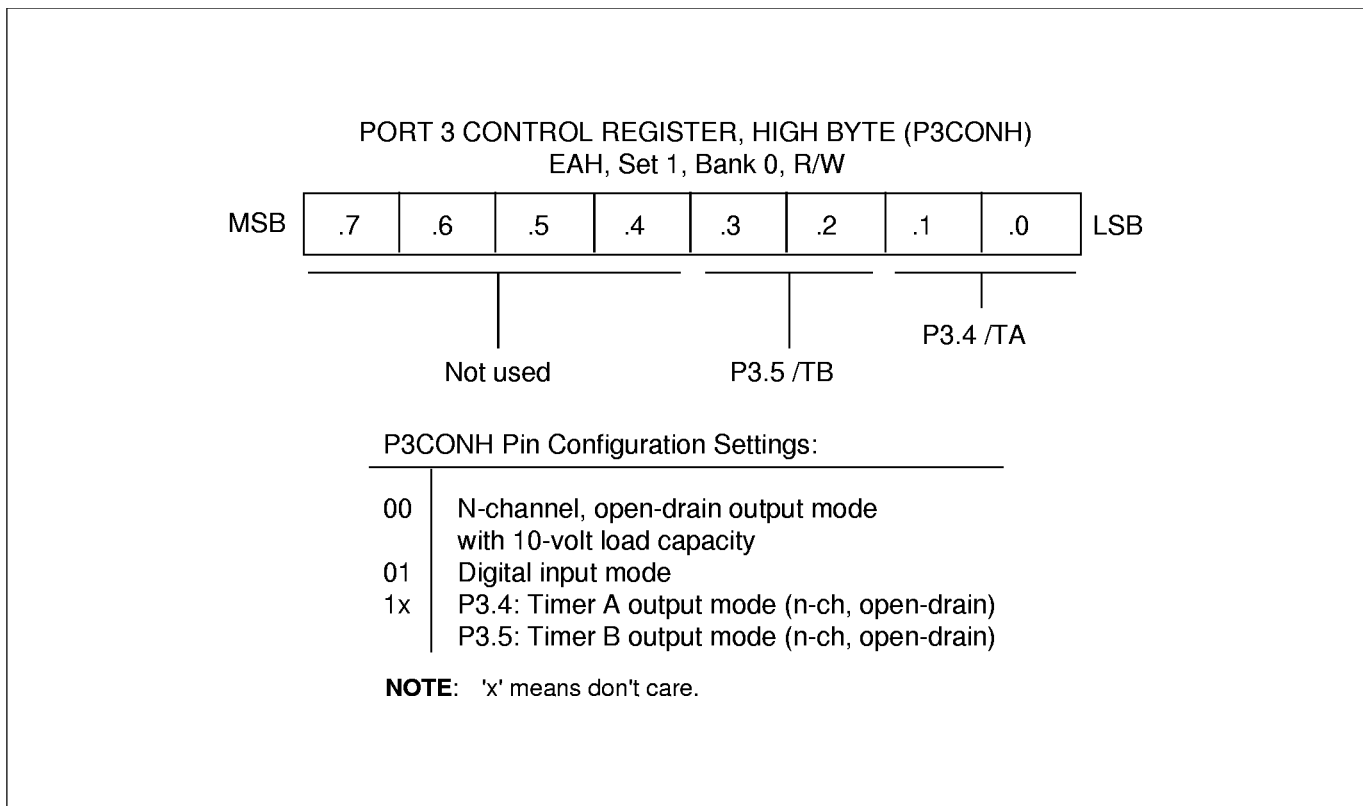 PORT 3 CONTROL REGISTER, HIGH BYTE (P3CONH)
EAH, Set 1, Bank 0, R/W
MSB .7 .6 .5 .4 .3 .2 .1 .0 LSB
P3.4 /TA
Not used P3.5 /TB
P3CONH Pin Configuration Settings:
00 N-channel, open-drain output mode
with 10-volt load capacity
01 Digital input mode
1x P3.4: Timer A output mode (n-ch, open-drain)
P3.5: Timer B output mode (n-ch, open-drain)
NOTE: 'x' means don't care.